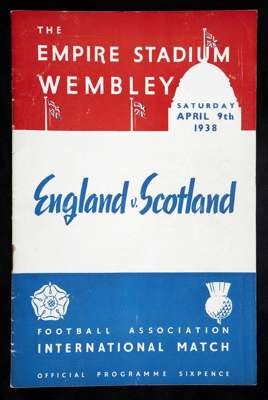 THE
EMPIRE STADIUM
WEMBLEY
SATURDAY
APRIL 9th
1938
England v. Scotland
FOOTBALL ASSOCIATION
INTERNATIONAL MATCH
OFFICIAL PROGRAMME SIXPENCE